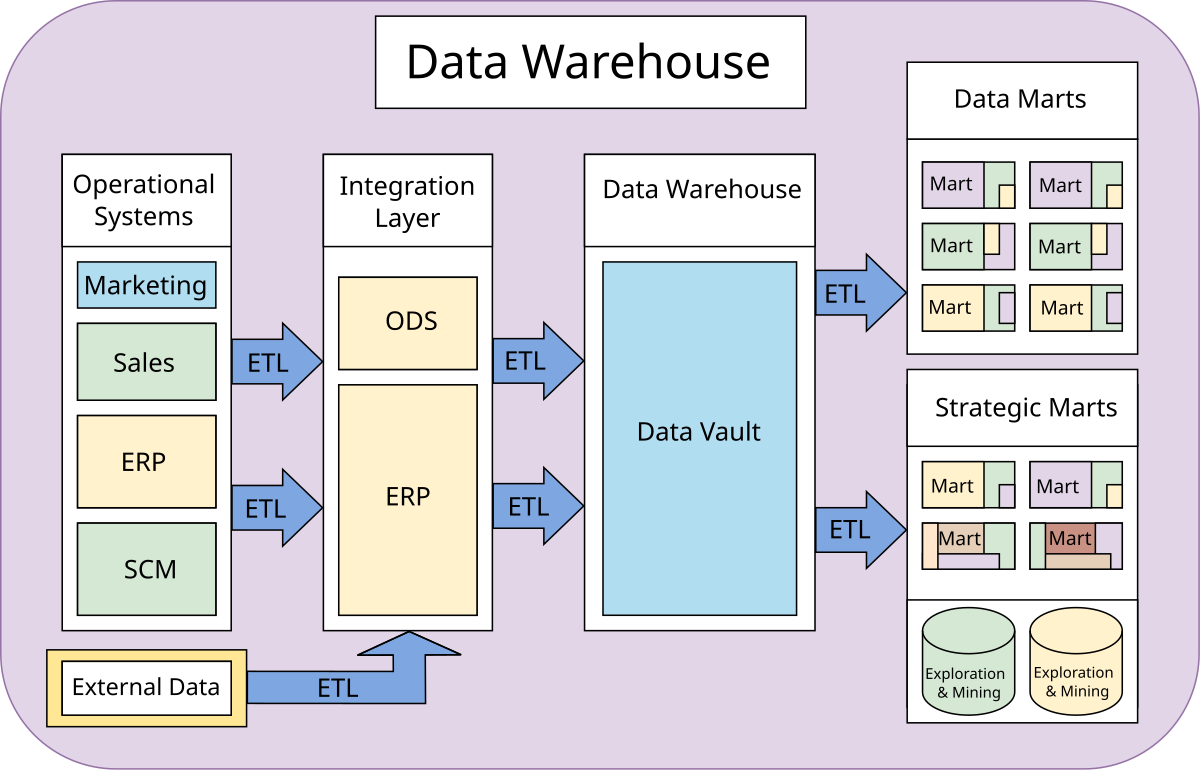 Data Warehouse
Operational
Systems
Marketing
Sales
ERP
SCM
External Data
ETL
ETL
ETL
Integration
Layer
ODS
ERP
ETL
ETL
Data Warehouse
Data Vault
ETL
ETL
Data Marts
Mart
Mart
Mart
Mart
Mart
Mart
Strategic Marts
Mart
Mart
Mart
Mart
Exploration
& Mining
Exploration
& Mining